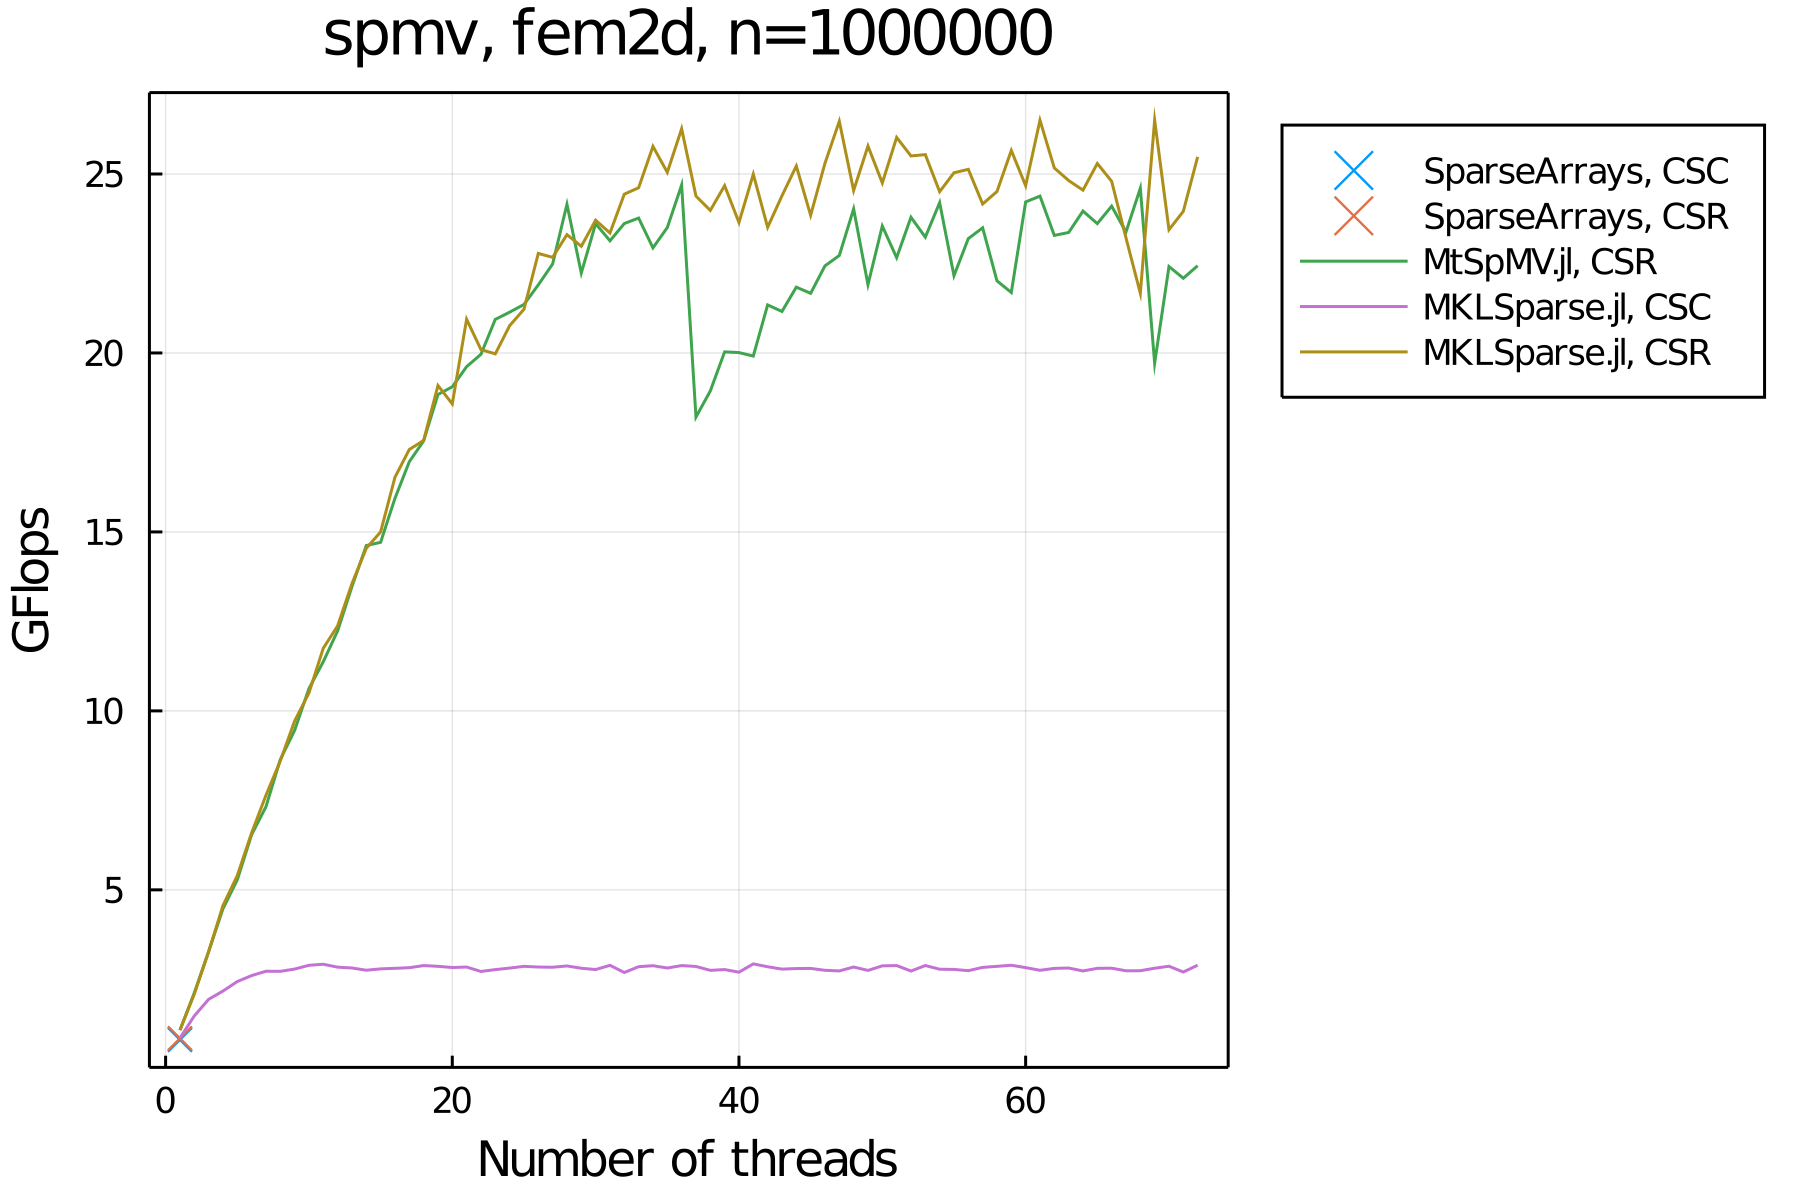 spmv, fem2d, n=1000000
GFlops
25
20
15
10
5
0
20
40
60
Number of threads
SparseArrays, CSC
SparseArrays, CSR
MtSpMV.jl, CSR
MKLSparse.jl, CSC
MKLSparse.jl, CSR